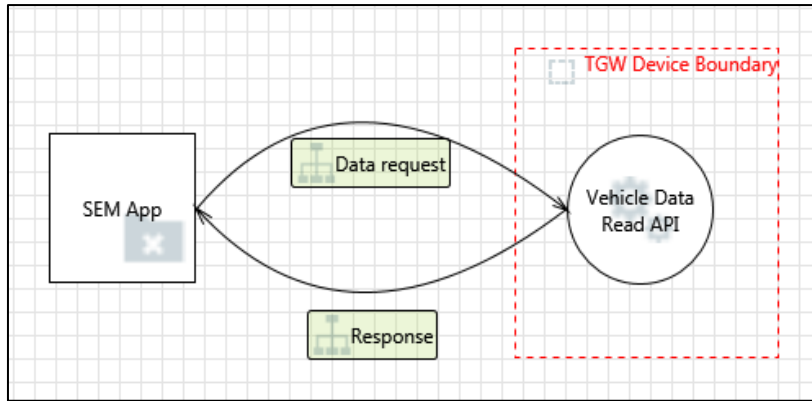 TGW Device Boundary
Data request
SEM App
Vehicle Data
Read API
Response